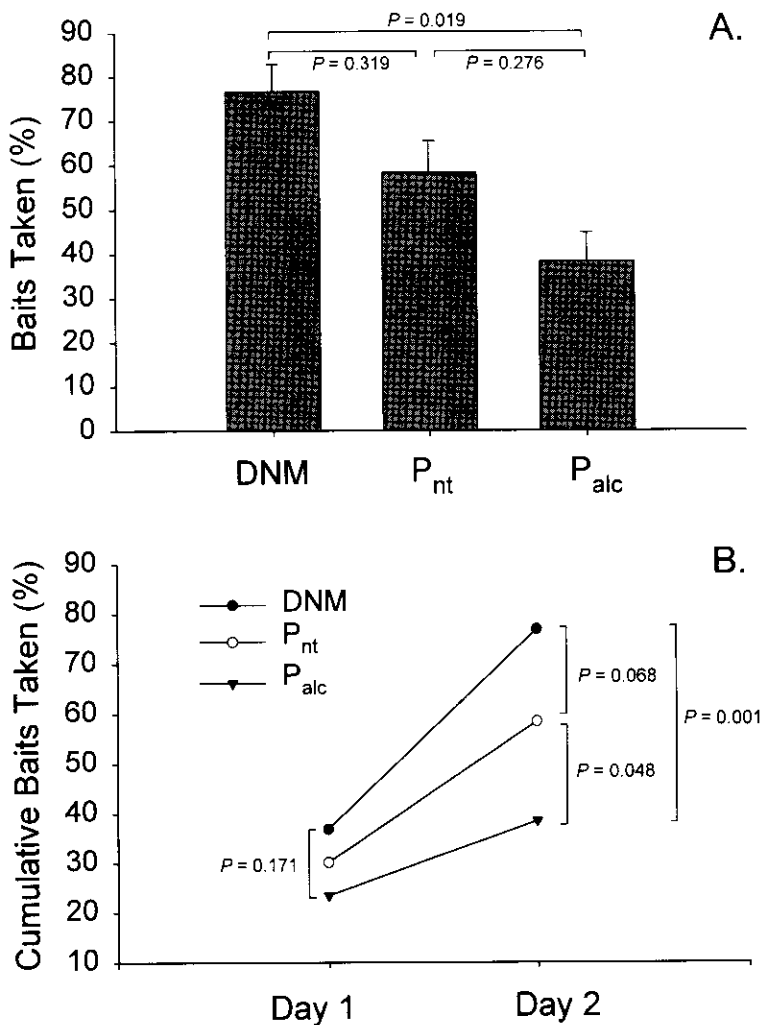 P = 0.019
A.
P = 0.319
P = 0.276
Baits Taken (%)
90
80
70
60
50
40
30
20
10
0
DNM
Pnt
Palc
B.
Cumulative Baits Taken (%)
90
80
70
60
50
40
30
20
10
DNM
Pnt
Palc
P = 0.068
P = 0.001
P = 0.048
P = 0.171
Day 1
Day 2